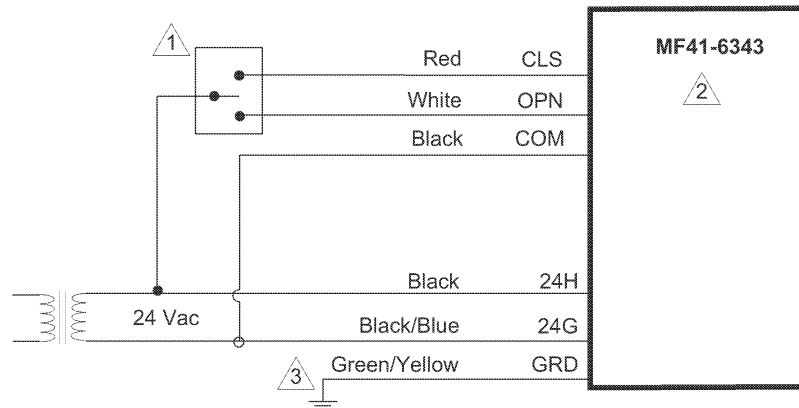 1
Red CLS
MF41-6343
2
White OPN
Black COM
Black 24H
24 Vac
Black/Blue 24G
Green/Yellow GRD
3